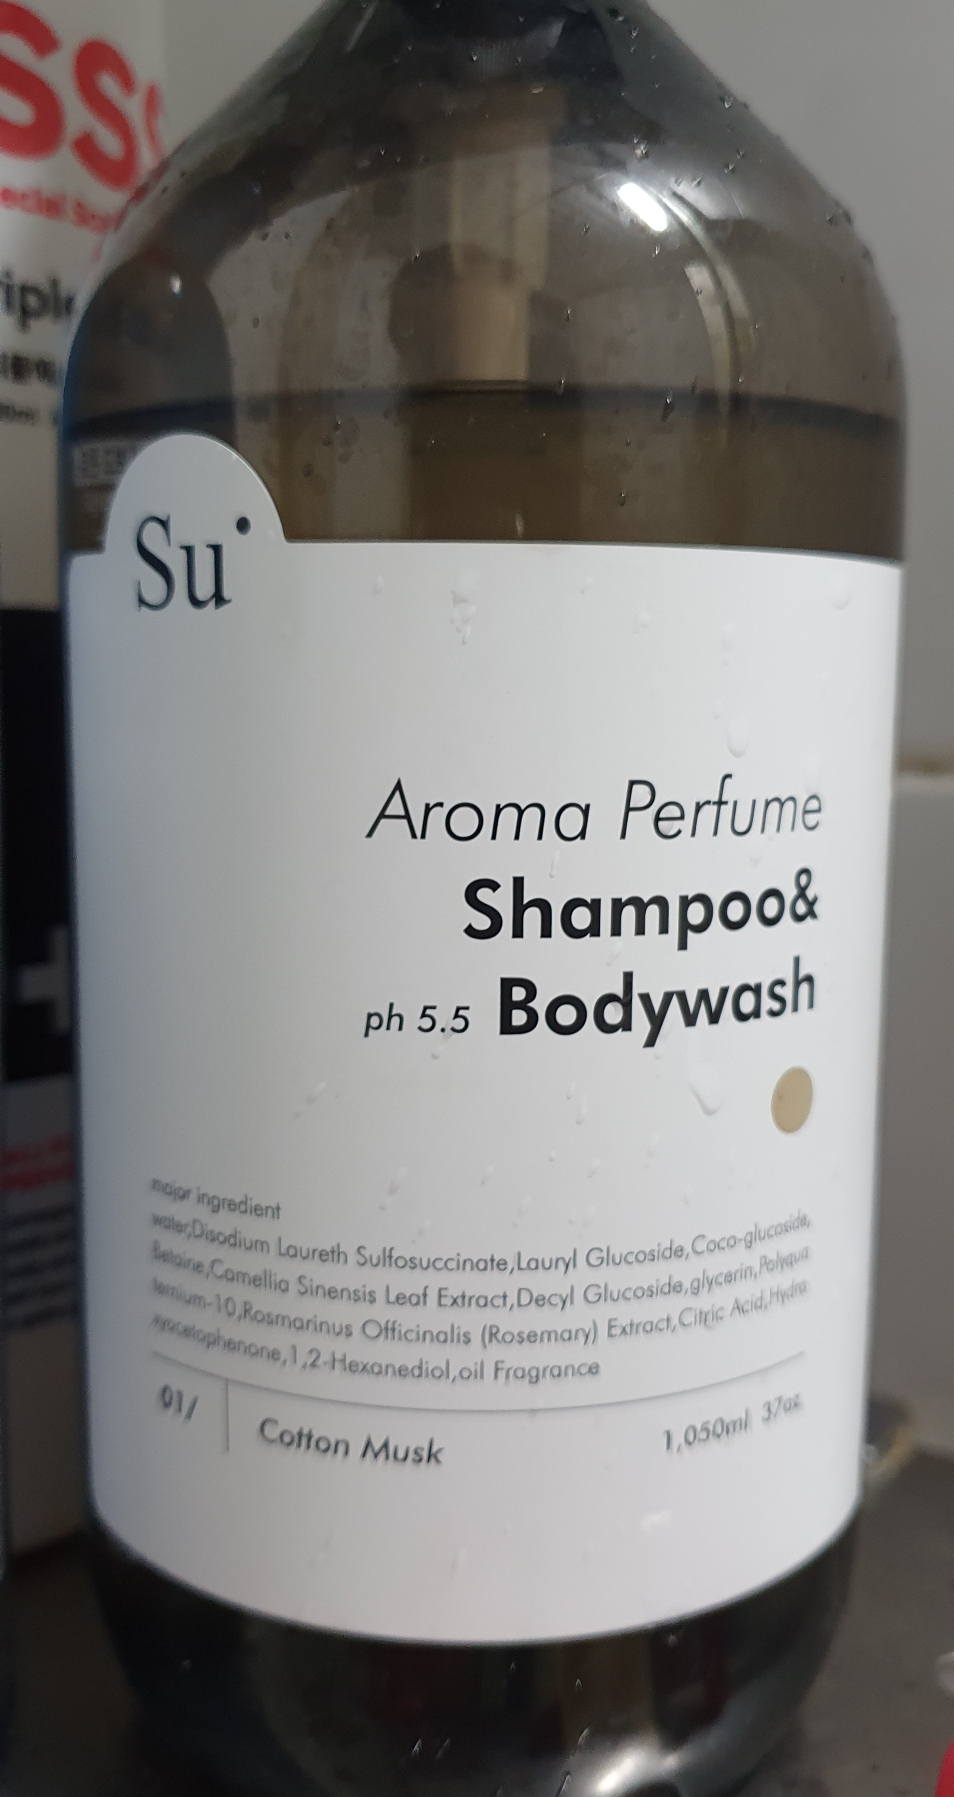 Su
Aroma Perfume
Shampoo&
ph 5.5 Bodywash
major ingredient
water,Disodium Laureth Sulfosuccinate,Lauryl Glucoside,Coco-glucoside,
Betaine,Camellia Sinensis Leaf Extract,Decyl Glucoside,glycerin,Polyqua
ternium-10,Rosmarinus Officinalis (Rosemary) Extract,Citric Acid,Hydro
xyacetophenone,1,2-Hexanediol,oil Fragrance
01/ Cotton Musk 1,050ml 37oz